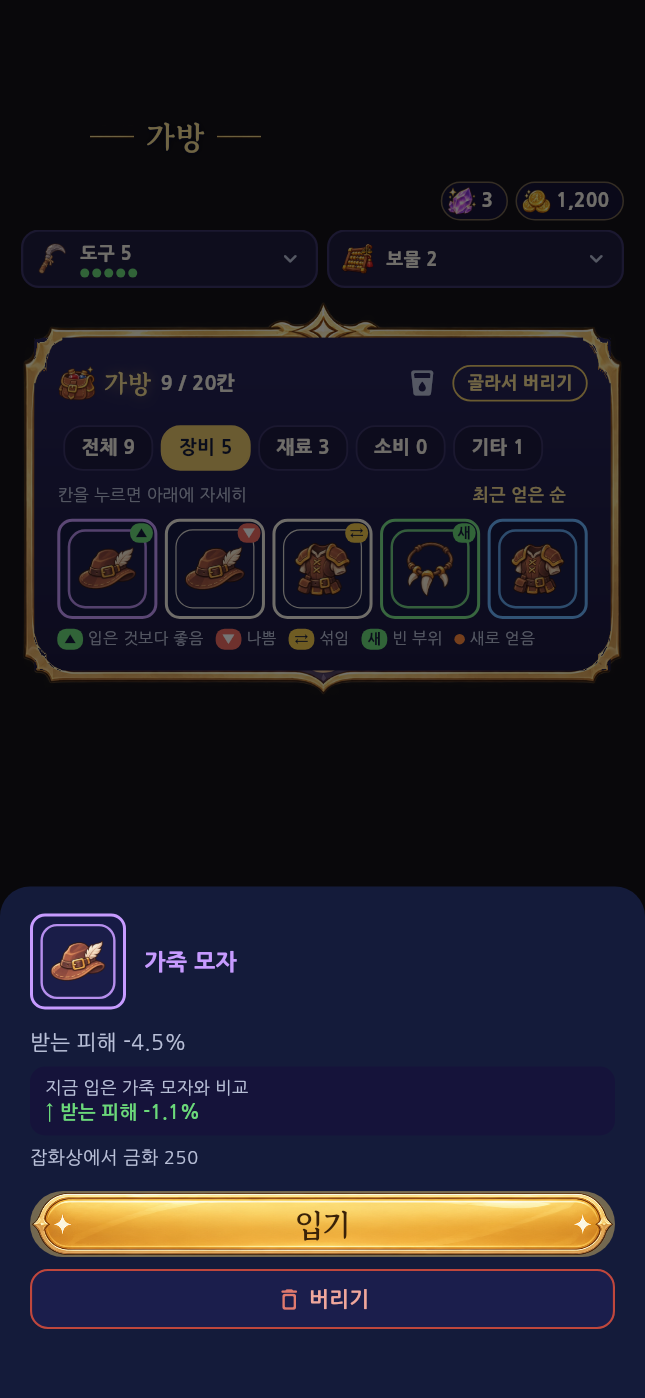 가방
3
1,200
도구 5
보물 2
가방 9 / 20칸
골라서 버리기
전체 9
장비 5
재료 3
소비 0
기타 1
칸을 누르면 아래에 자세히
최근 얻은 순
▲ ▼ ⇄ 새
▲ 입은 것보다 좋음 ▼ 나쁨 ⇄ 섞임 새 빈 부위 ● 새로 얻음
가죽 모자
받는 피해 -4.5%
지금 입은 가죽 모자와 비교
↑ 받는 피해 -1.1%
잡화상에서 금화 250
입기
버리기